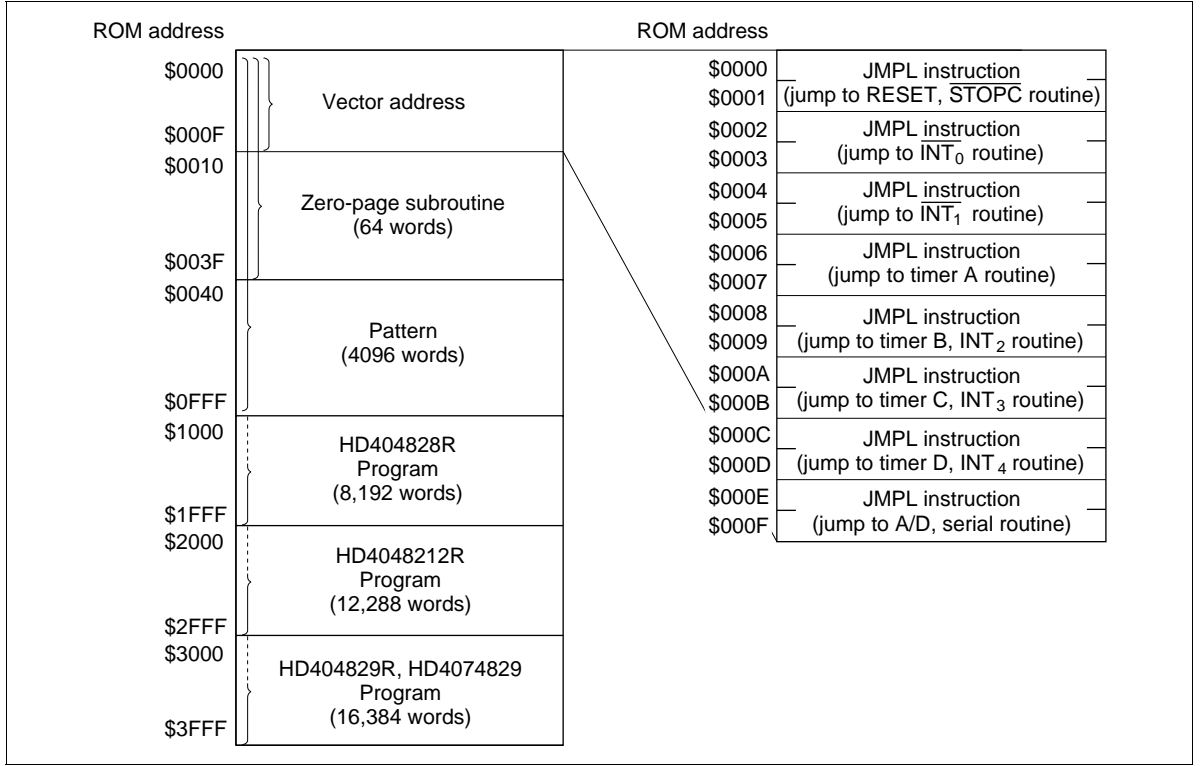 ROM address
$0000
Vector address
$000F
$0010
Zero-page subroutine
(64 words)
$003F
$0040
Pattern
(4096 words)
$0FFF
$1000
HD404828R
Program
(8,192 words)
$1FFF
$2000
HD4048212R
Program
(12,288 words)
$2FFF
$3000
HD404829R, HD4074829
Program
(16,384 words)
$3FFF
ROM address
$0000
JMPL instruction
$0001
(jump to RESET, STOPC routine)
$0002
JMPL instruction
$0003
(jump to INT0 routine)
$0004
JMPL instruction
$0005
(jump to INT1 routine)
$0006
JMPL instruction
$0007
(jump to timer A routine)
$0008
JMPL instruction
$0009
(jump to timer B, INT2 routine)
$000A
JMPL instruction
$000B
(jump to timer C, INT3 routine)
$000C
JMPL instruction
$000D
(jump to timer D, INT4 routine)
$000E
JMPL instruction
$000F
(jump to A/D, serial routine)